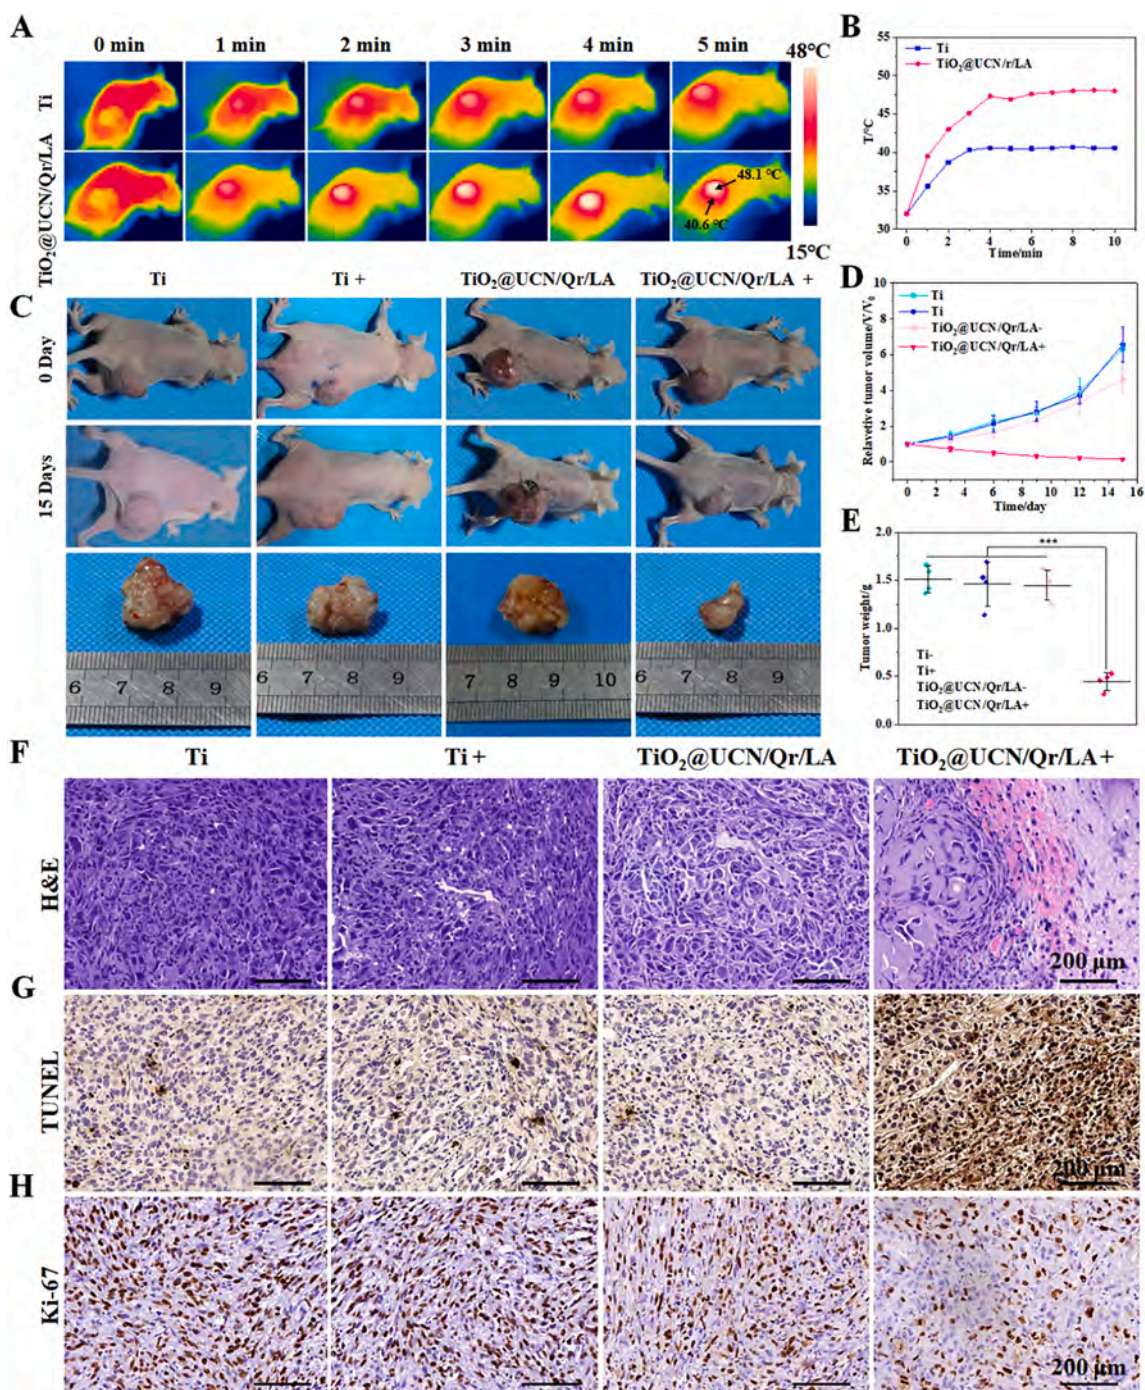 A
0 min 1 min 2 min 3 min 4 min 5 min
48°C
Ti
TiO₂@UCN/Qr/LA
48.1 °C
40.6 °C
15°C
B
Ti
TiO₂@UCN/r/LA
T/°C
55
50
45
40
35
30
0 2 4 6 8 10
Time/min
C
Ti Ti + TiO₂@UCN/Qr/LA TiO₂@UCN/Qr/LA +
0 Day
15 Days
6 7 8 9
6 7 8 9
7 8 9 10
6 7 8 9
D
Ti
Ti
TiO₂@UCN/Qr/LA-
TiO₂@UCN/Qr/LA+
Relavetive tumor volume/V/V₀
10
8
6
4
2
0
0 2 4 6 8 10 12 14 16
Time/day
E
***
Tumor weight/g
2.0
1.5
1.0
0.5
0.0
Ti-
Ti+
TiO₂@UCN/Qr/LA-
TiO₂@UCN/Qr/LA+
F
Ti Ti + TiO₂@UCN/Qr/LA TiO₂@UCN/Qr/LA +
H&E
200 μm
G
TUNEL
200 μm
H
Ki-67
200 μm